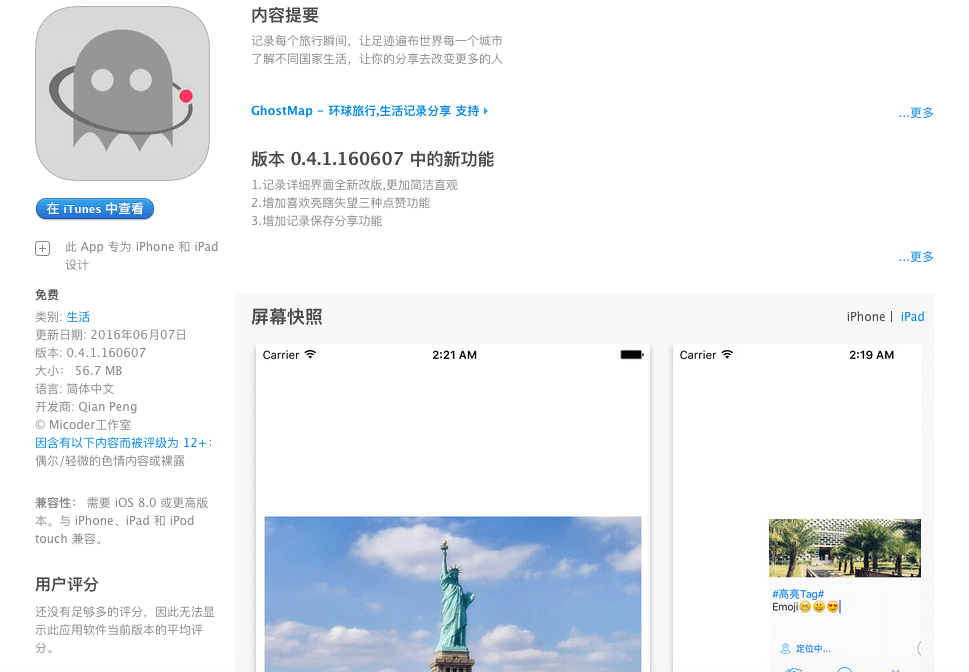 内容提要
记录每个旅行瞬间，让足迹遍布世界每一个城市
了解不同国家生活，让你的分享去改变更多的人
GhostMap - 环球旅行,生活记录分享 支持
...更多
版本 0.4.1.160607 中的新功能
1.记录详细界面全新改版,更加简洁直观
2.增加喜欢亮瞎失望三种点赞功能
3.增加记录保存分享功能
...更多
在 iTunes 中查看
此 App 专为 iPhone 和 iPad
设计
免费
类别: 生活
更新日期: 2016年06月07日
版本: 0.4.1.160607
大小： 56.7 MB
语言: 简体中文
开发商: Qian Peng
© Micoder工作室
因含有以下内容而被评级为 12+：
偶尔/轻微的色情内容或裸露
兼容性： 需要 iOS 8.0 或更高版
本。与 iPhone、iPad 和 iPod
touch 兼容。
用户评分
还没有足够多的评分，因此无法显
示此应用软件当前版本的平均评
分。
屏幕快照
iPhone | iPad
Carrier 2:21 AM
Carrier 2:19 AM
#高亮Tag#
Emoji😁😃😍
定位中...